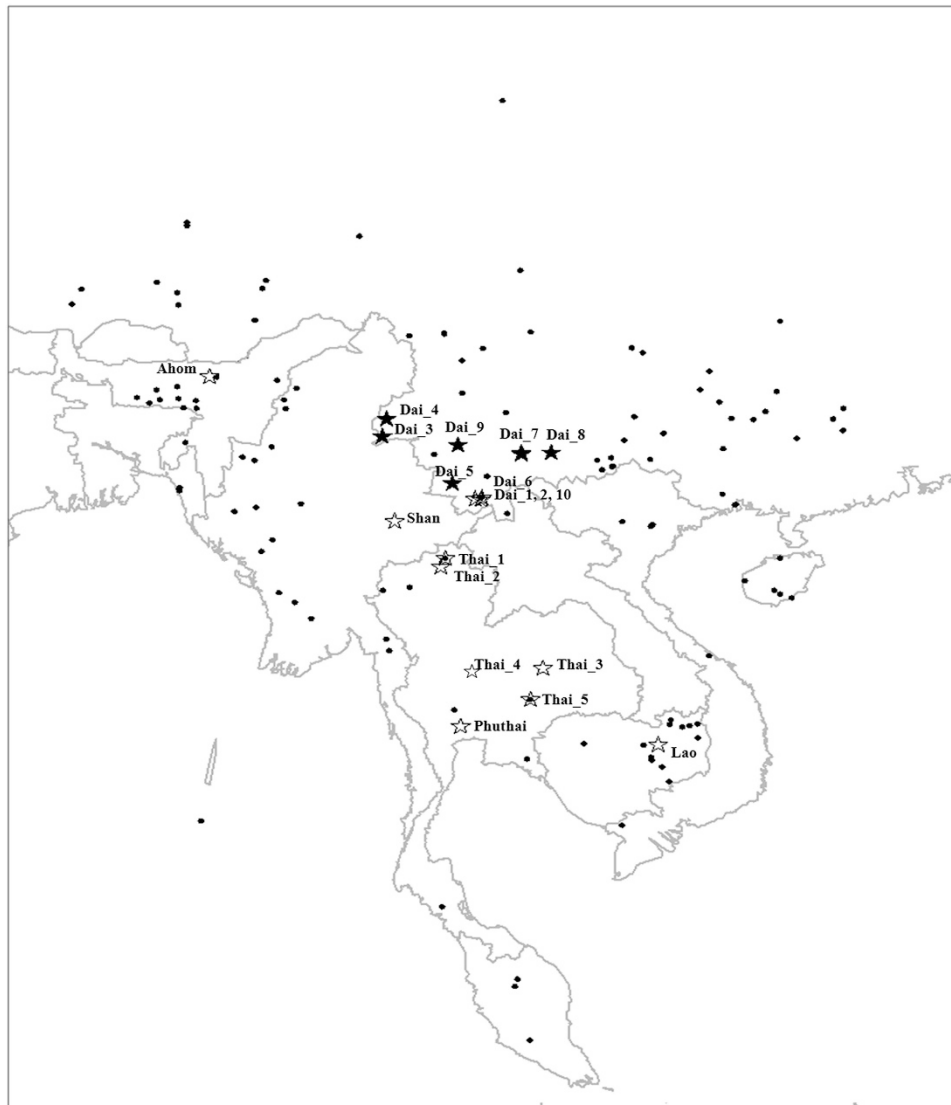 Ahom
Dai_4
Dai_3
Dai_9
Dai_7
Dai_8
Dai_5
Dai_6
Dai_1, 2, 10
Shan
Thai_1
Thai_2
Thai_4
Thai_3
Thai_5
Phuthai
Lao